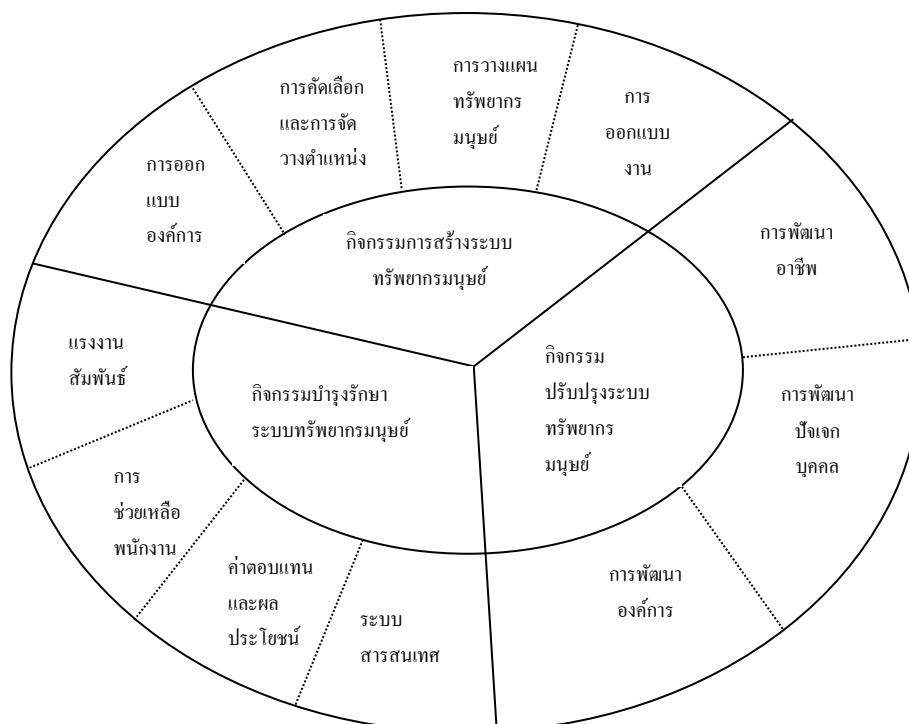 การวางแผน
ทรัพยากร
มนุษย์
การ
ออกแบบ
งาน
การคัดเลือก
และการจัด
วางตำแหน่ง
การออก
แบบ
องค์การ
กิจกรรมการสร้างระบบ
ทรัพยากรมนุษย์
การพัฒนา
อาชีพ
แรงงาน
สัมพันธ์
กิจกรรมบำรุงรักษา
ระบบทรัพยากรมนุษย์
กิจกรรม
ปรับปรุงระบบ
ทรัพยากร
มนุษย์
การพัฒนา
ปัจเจก
บุคคล
การ
ช่วยเหลือ
พนักงาน
ค่าตอบแทน
และผล
ประโยชน์
ระบบ
สารสนเทศ
การพัฒนา
องค์การ